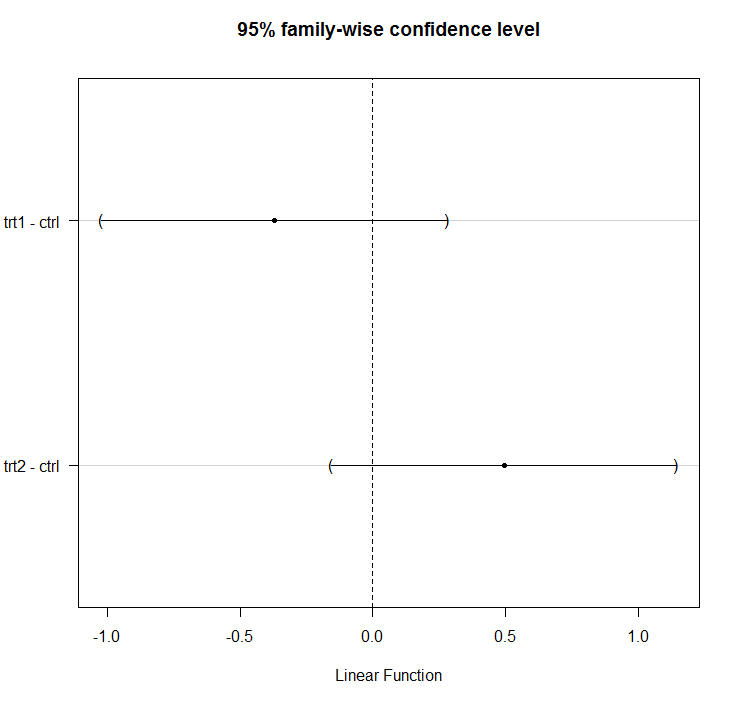 95% family-wise confidence level
trt1 - ctrl
trt2 - ctrl
-1.0 -0.5 0.0 0.5 1.0
Linear Function